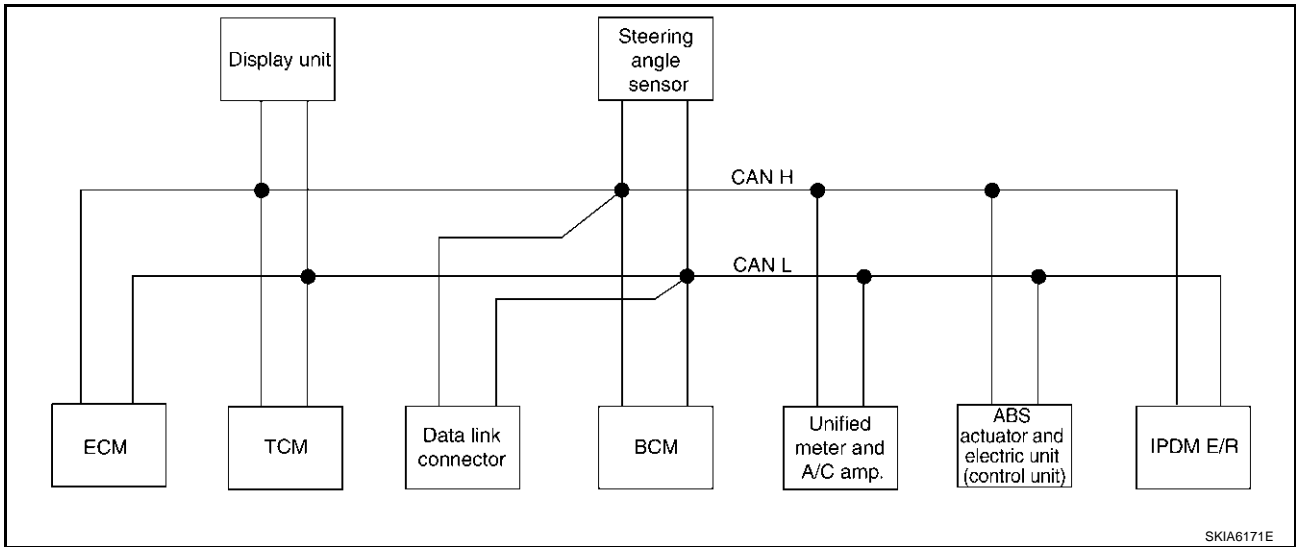 Display unit
Steering
angle
sensor
CAN H
CAN L
ECM
TCM
Data link
connector
BCM
Unified
meter and
A/C amp.
ABS
actuator and
electric unit
(control unit)
IPDM E/R
SKIA6171E